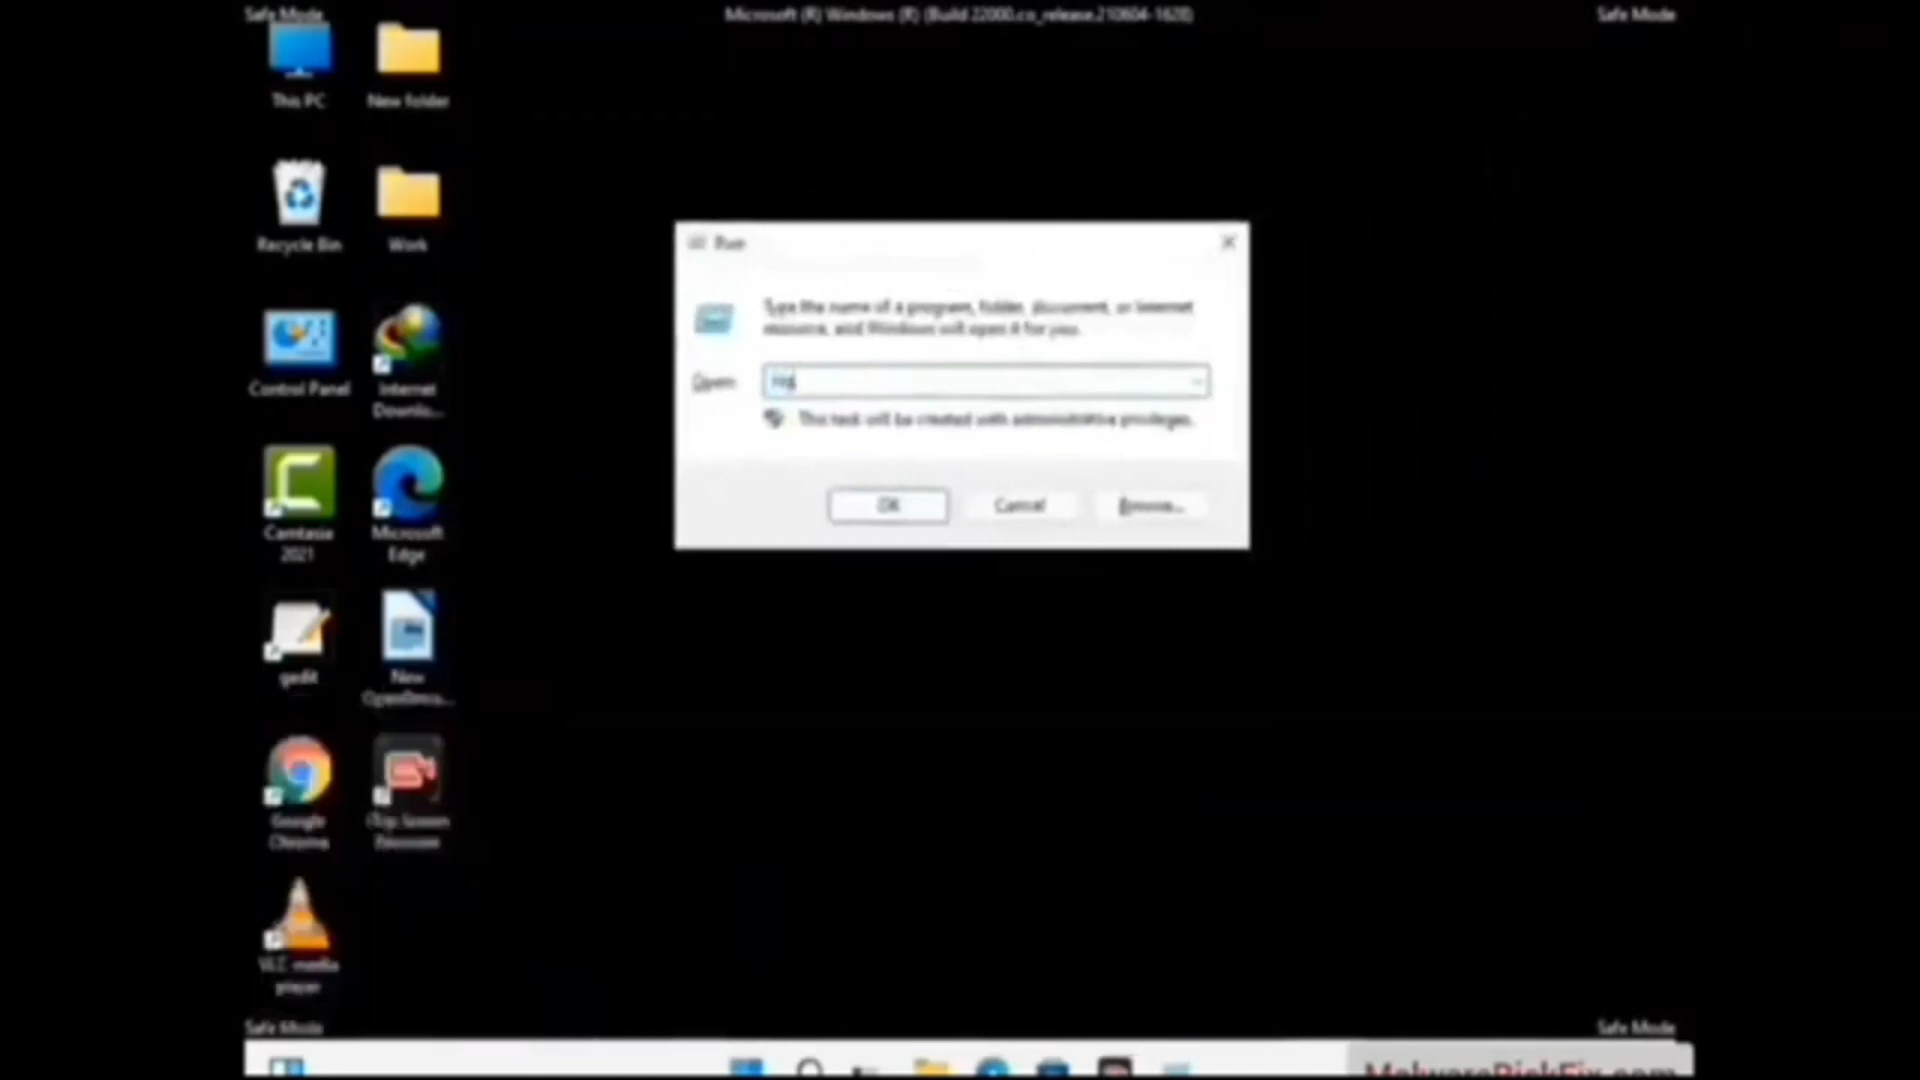 Safe Mode
Microsoft (R) Windows (R) (Build 22000.co_release.210604-1628)
Safe Mode
This PC
New folder
Recycle Bin
Work
Control Panel
Internet
Downlo...
Camtasia
2021
Microsoft
Edge
gedit
New
OpenDocu...
Google
Chrome
iTop Screen
Recorder
VLC media
player
Run
Type the name of a program, folder, document, or Internet
resource, and Windows will open it for you.
Open:
This task will be created with administrative privileges.
OK
Cancel
Browse...
Safe Mode
Safe Mode
MalwareRiskFix.com